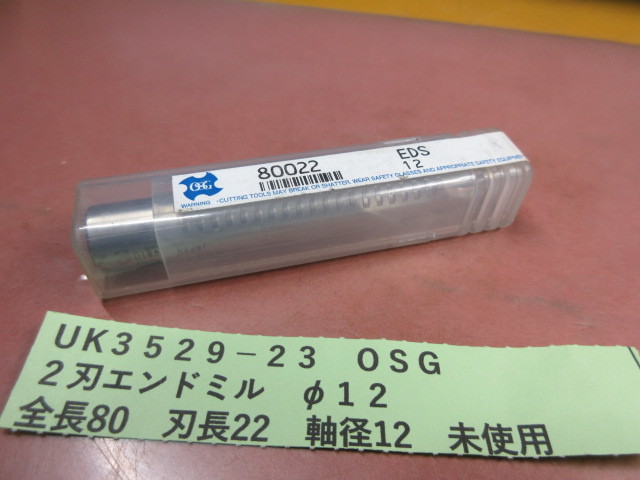 OSG
80022
EDS
12
WARNING - CUTTING TOOLS MAY BREAK OR SHATTER, WEAR SAFETY GLASSES AND APPROPRIATE SAFETY EQUIPMENT
UK3529-23 OSG
2刃エンドミル φ12
全長80 刃長22 軸径12 未使用